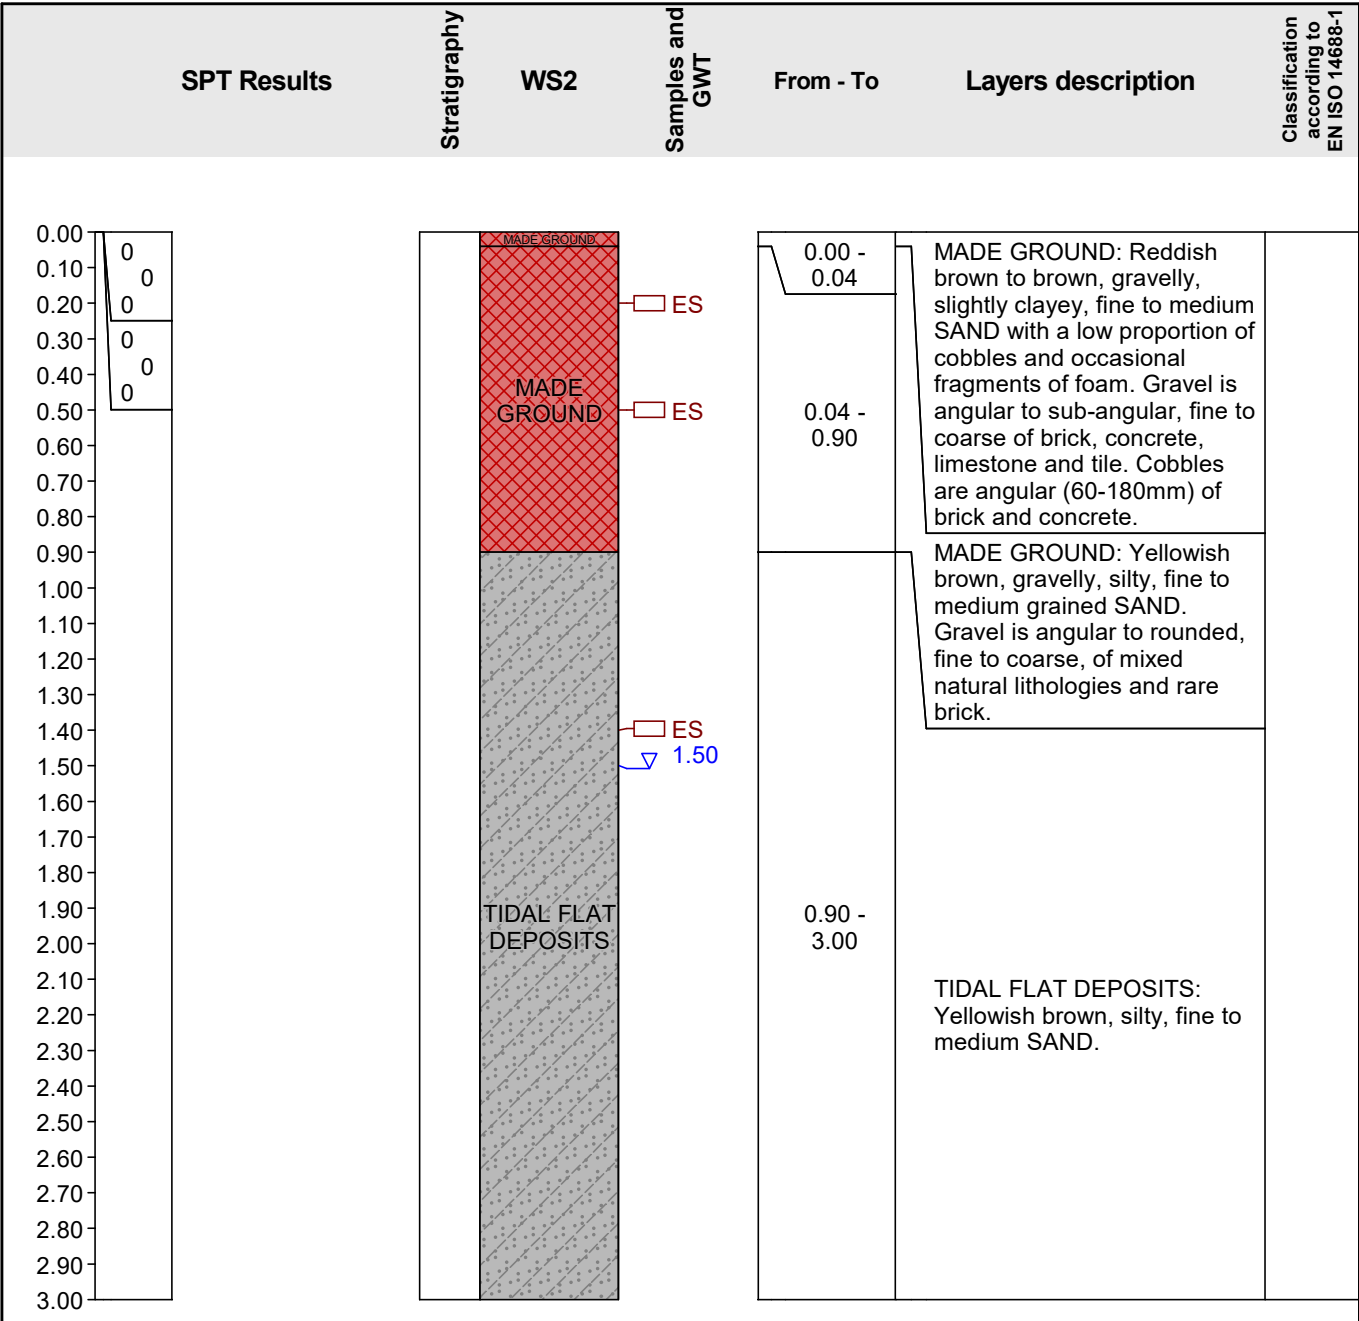 SPT Results
Stratigraphy
WS2
Samples and
GWT
From - To
Layers description
Classification
according to
EN ISO 14688-1
0.00
0.10
0.20
0.30
0.40
0.50
0.60
0.70
0.80
0.90
1.00
1.10
1.20
1.30
1.40
1.50
1.60
1.70
1.80
1.90
2.00
2.10
2.20
2.30
2.40
2.50
2.60
2.70
2.80
2.90
3.00
0
0
0
0
0
0
MADE GROUND
MADE
GROUND
TIDAL FLAT
DEPOSITS
ES
ES
ES
1.50
0.00 -
0.04
0.04 -
0.90
0.90 -
3.00
MADE GROUND: Reddish
brown to brown, gravelly,
slightly clayey, fine to medium
SAND with a low proportion of
cobbles and occasional
fragments of foam. Gravel is
angular to sub-angular, fine to
coarse of brick, concrete,
limestone and tile. Cobbles
are angular (60-180mm) of
brick and concrete.
MADE GROUND: Yellowish
brown, gravelly, silty, fine to
medium grained SAND.
Gravel is angular to rounded,
fine to coarse, of mixed
natural lithologies and rare
brick.
TIDAL FLAT DEPOSITS:
Yellowish brown, silty, fine to
medium SAND.